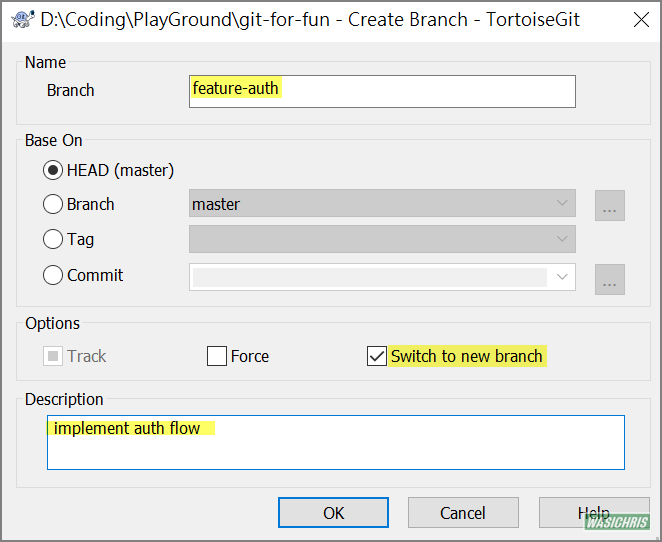 D:\Coding\PlayGround\git-for-fun - Create Branch - TortoiseGit
Name
Branch feature-auth
Base On
HEAD (master)
Branch master ...
Tag
Commit ...
Options
Track Force Switch to new branch
Description
implement auth flow
OK Cancel Help
WASICHRIS